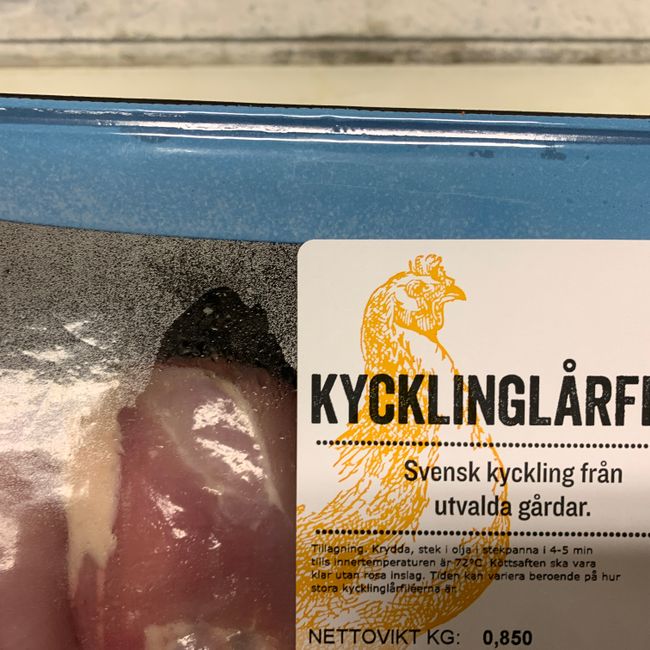 KYCKLINGLÅRFI
Svensk kyckling från
utvalda gårdar.
Tillagning. Krydda, stek i olja i stekpanna i 4-5 min
tills innertemperaturen är 72°C. Köttsaften ska vara
klar utan rosa inslag. Tiden kan variera beroende på hur
stora kycklinglårfiléerna är.
NETTOVIKT KG: 0,850